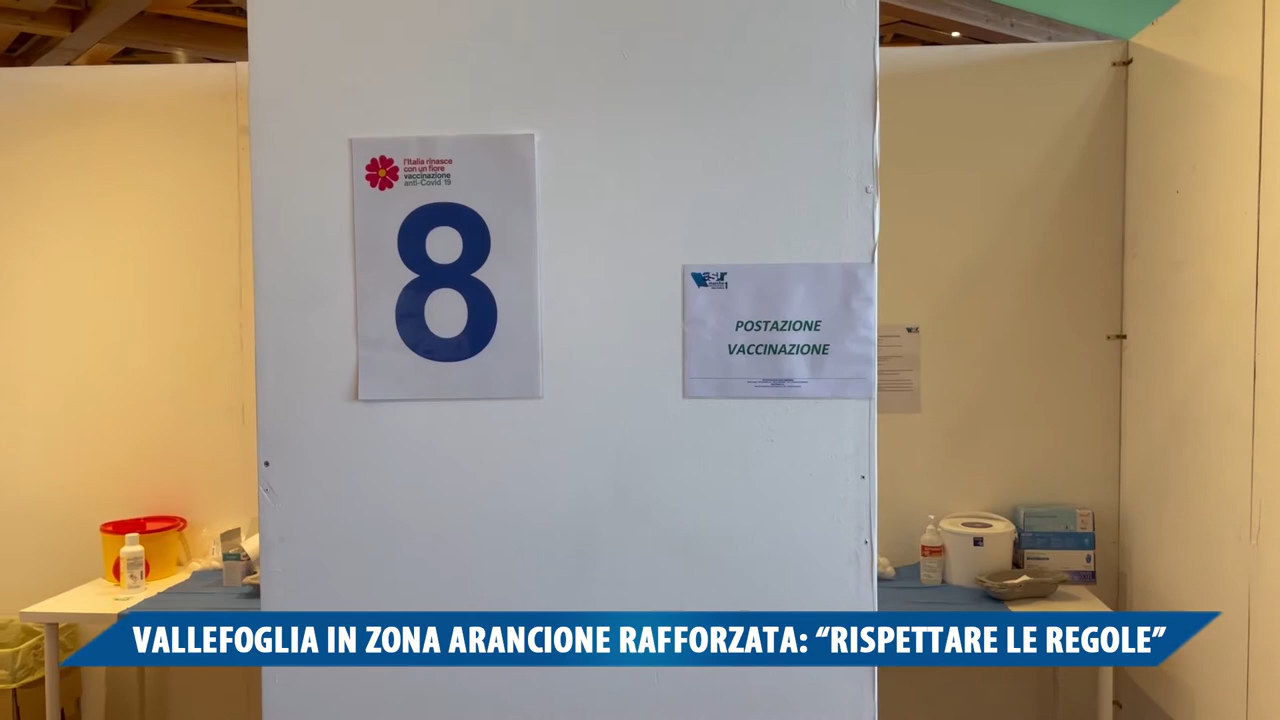 l'Italia rinasce
con un fiore
vaccinazione
anti-Covid 19
8
asur
POSTAZIONE
VACCINAZIONE
VALLEFOGLIA IN ZONA ARANCIONE RAFFORZATA: “RISPETTARE LE REGOLE”